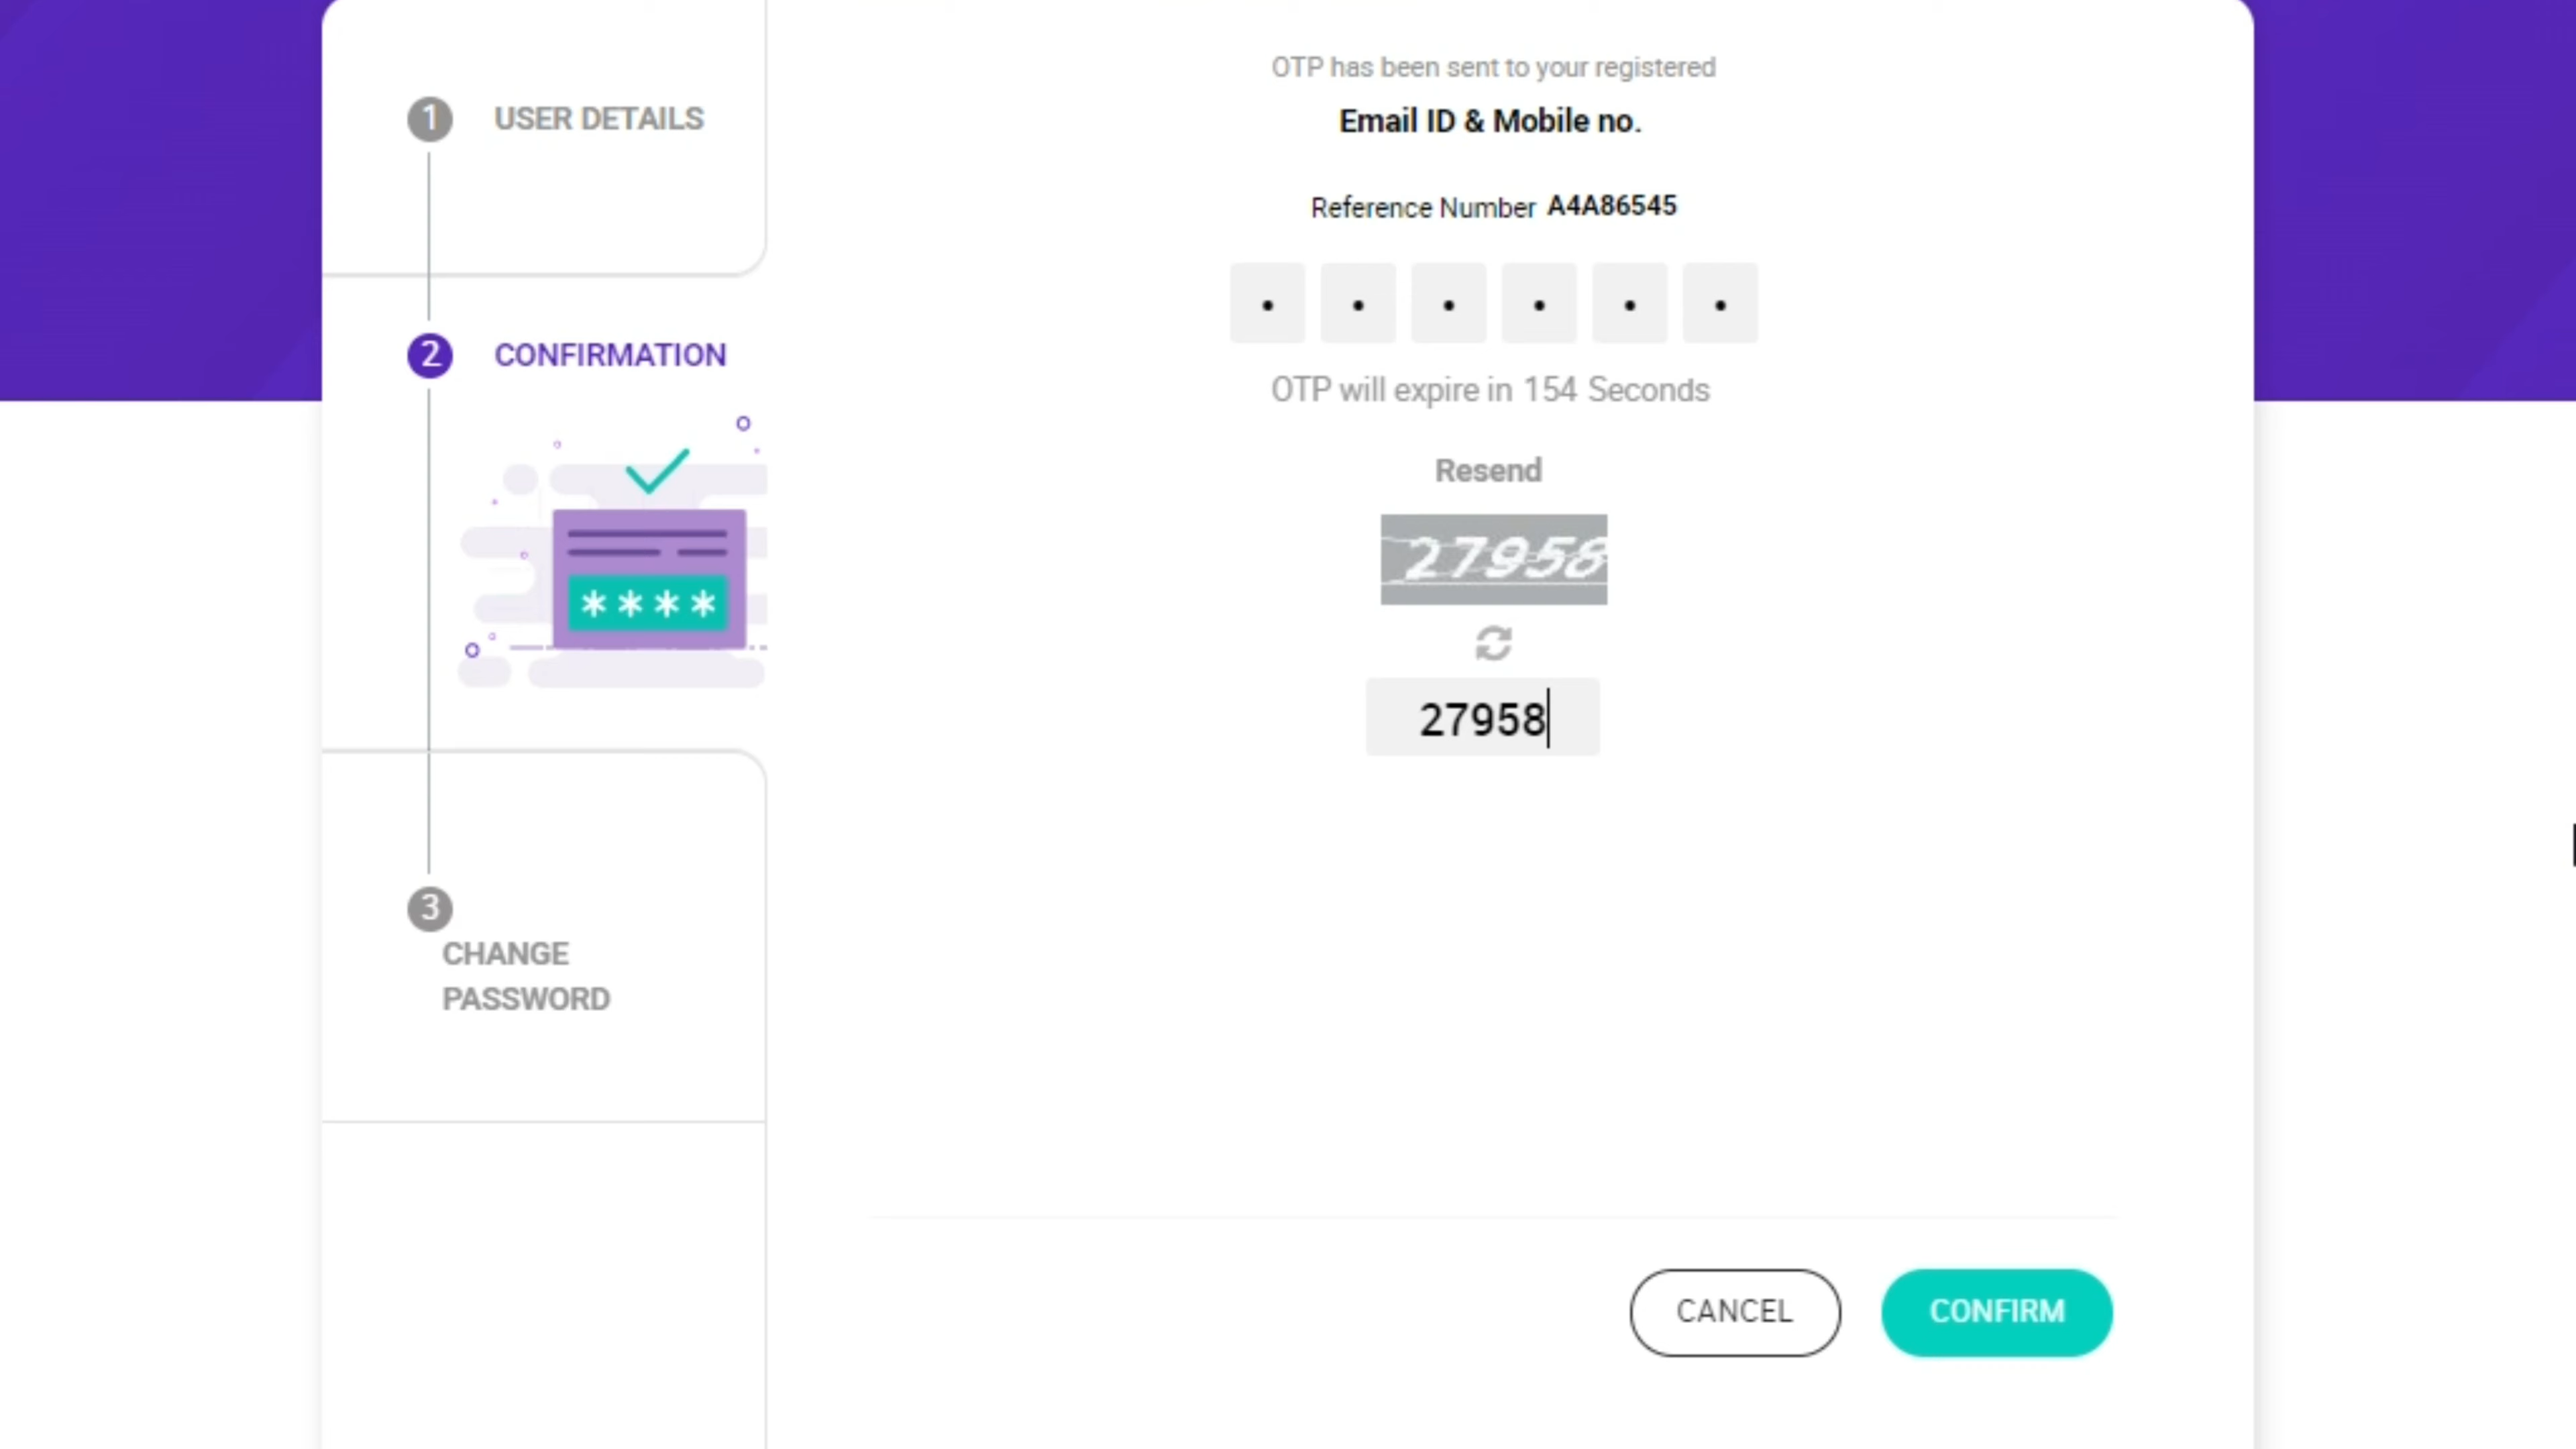 1 USER DETAILS
2 CONFIRMATION
****
3
CHANGE
PASSWORD
OTP has been sent to your registered
Email ID & Mobile no.
Reference Number A4A86545
• • • • • •
OTP will expire in 154 Seconds
Resend
27958
27958
CANCEL CONFIRM